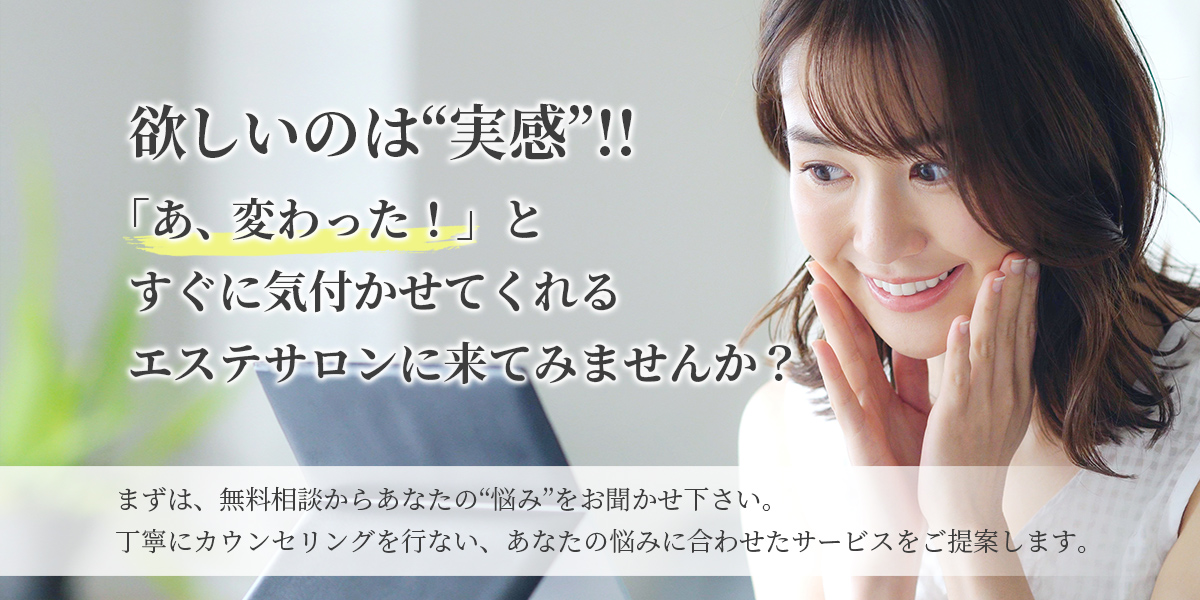 欲しいのは“実感”!!
「あ、変わった！」と
すぐに気付かせてくれる
エステサロンに来てみませんか？
まずは、無料相談からあなたの“悩み”をお聞かせ下さい。
丁寧にカウンセリングを行ない、あなたの悩みに合わせたサービスをご提案します。